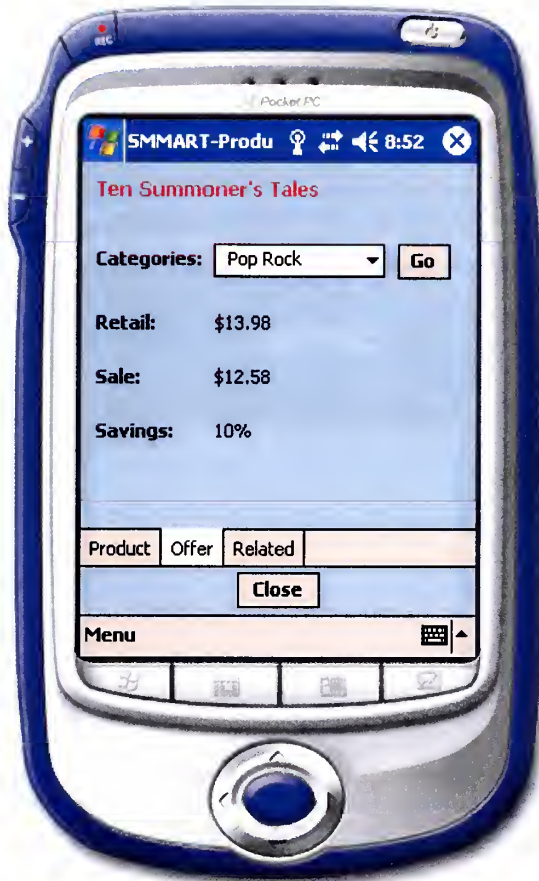 REC
Pocket PC
SMMART-Produ 8:52
Ten Summoner's Tales
Categories: Pop Rock Go
Retail: $13.98
Sale: $12.58
Savings: 10%
Product Offer Related
Close
Menu